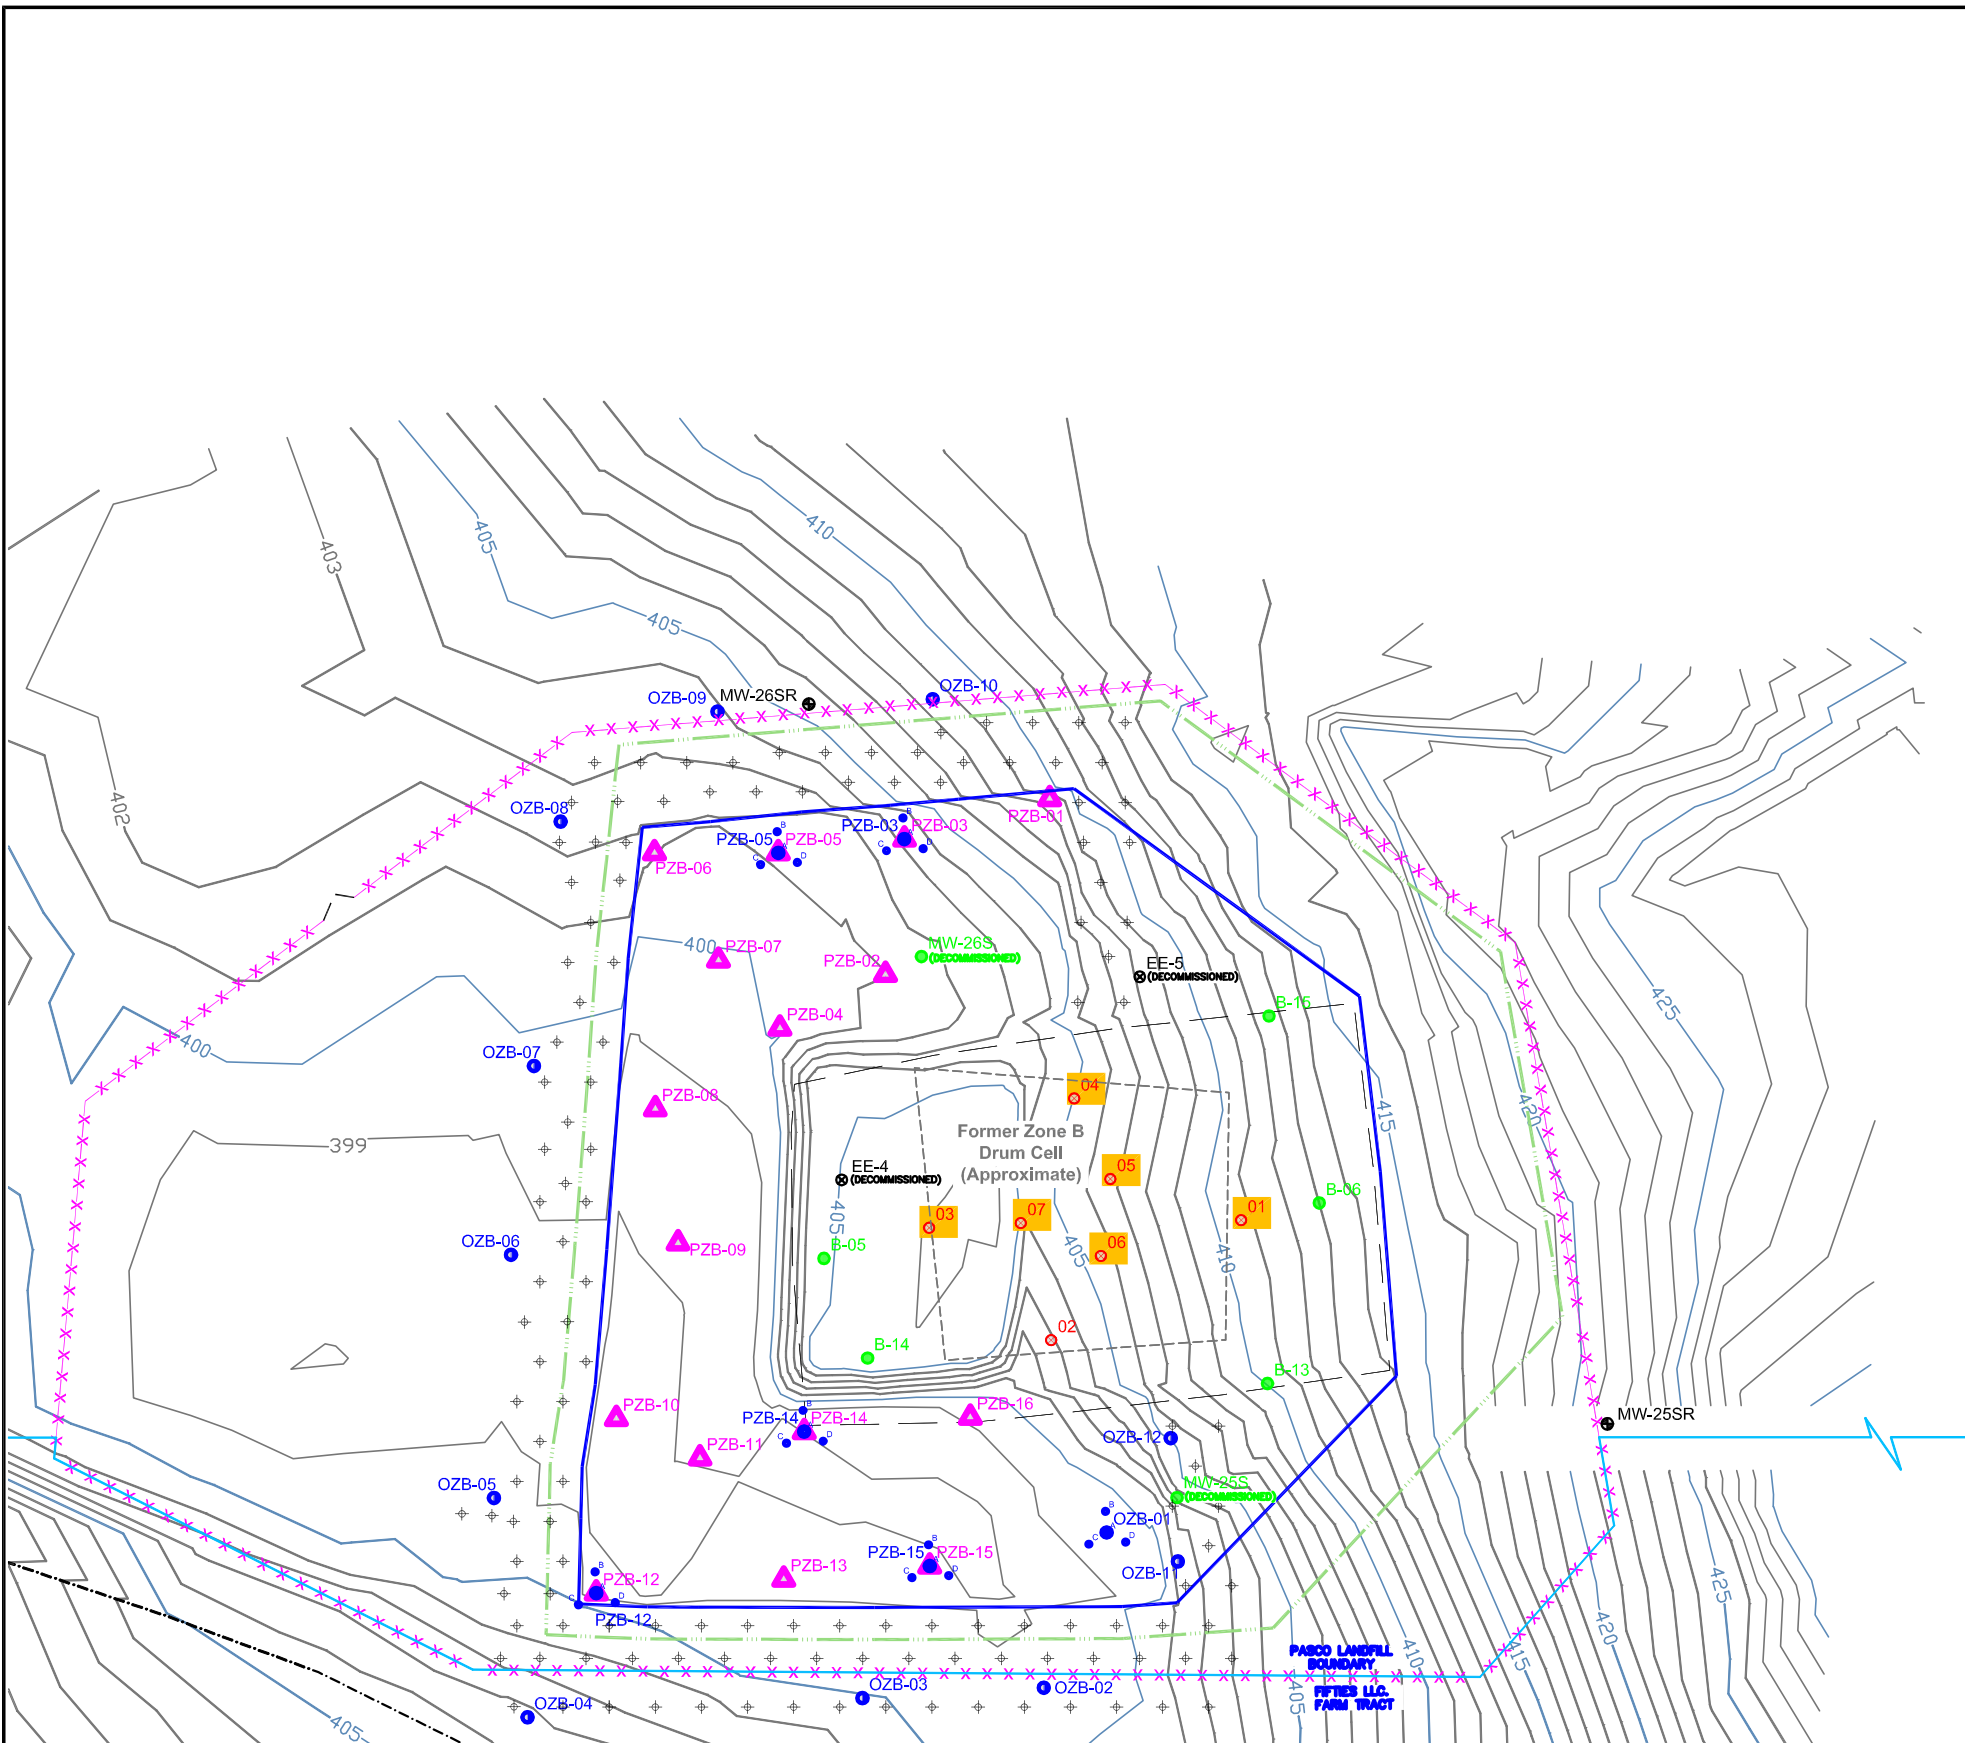 410
405
403
405
OZB-10
OZB-09
MW-26SR
402
OZB-08
PZB-01
B
PZB-03
PZB-03
A
C
D
B
PZB-05
PZB-05
A
C
D
PZB-06
400
PZB-07
PZB-02
MW-26S
(DECOMMISSIONED)
EE-5
(DECOMMISSIONED)
B-15
425
PZB-04
400
OZB-07
PZB-08
04
415
420
Former Zone B
Drum Cell
(Approximate)
399
EE-4
(DECOMMISSIONED)
05
B-06
405
03
07
01
06
405
410
OZB-06
PZB-09
B-05
02
B-14
B-13
PZB-10
PZB-16
B
PZB-14
PZB-14
C
D
MW-25SR
OZB-12
PZB-11
OZB-05
MW-25S
(DECOMMISSIONED)
B
OZB-01
A
C
D
B
PZB-15
PZB-15
C
D
OZB-11
PZB-13
B
PZB-12
C
D
PZB-12
425
420
415
410
405
PASCO LANDFILL
BOUNDARY
FIFTIES LLC.
FARM TRACT
OZB-02
OZB-03
OZB-04
405